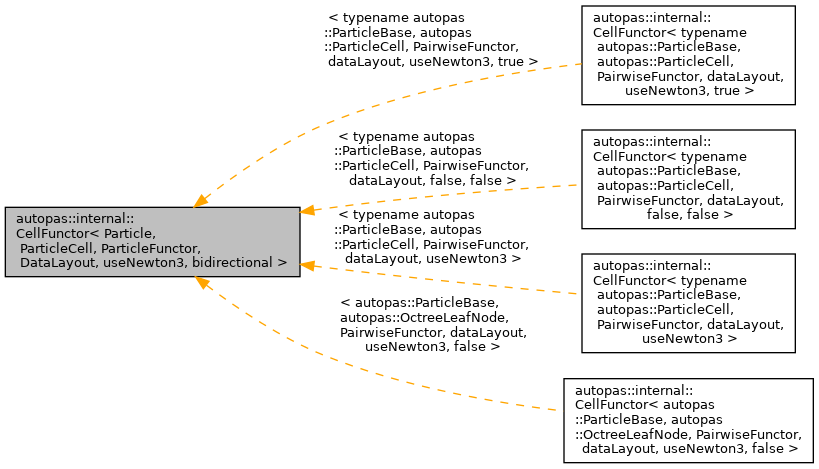 < typename autopas
::ParticleBase, autopas
::ParticleCell, PairwiseFunctor,
dataLayout, useNewton3, true >
autopas::internal::
CellFunctor< typename
autopas::ParticleBase,
autopas::ParticleCell,
PairwiseFunctor, dataLayout,
useNewton3, true >
< typename autopas
::ParticleBase, autopas
::ParticleCell, PairwiseFunctor,
dataLayout, false, false >
autopas::internal::
CellFunctor< typename
autopas::ParticleBase,
autopas::ParticleCell,
PairwiseFunctor, dataLayout,
false, false >
autopas::internal::
CellFunctor< Particle,
ParticleCell, ParticleFunctor,
DataLayout, useNewton3, bidirectional >
< typename autopas
::ParticleBase, autopas
::ParticleCell, PairwiseFunctor,
dataLayout, useNewton3 >
autopas::internal::
CellFunctor< typename
autopas::ParticleBase,
autopas::ParticleCell,
PairwiseFunctor, dataLayout,
useNewton3 >
< autopas::ParticleBase,
autopas::OctreeLeafNode,
PairwiseFunctor, dataLayout,
useNewton3, false >
autopas::internal::
CellFunctor< autopas
::ParticleBase, autopas
::OctreeLeafNode, PairwiseFunctor,
dataLayout, useNewton3, false >